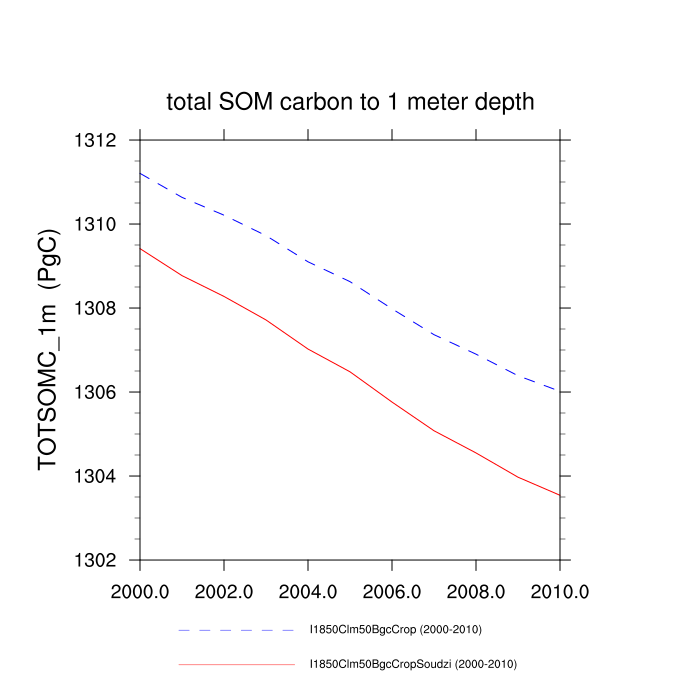 total SOM carbon to 1 meter depth
TOTSOMC_1m (PgC)
1312
1310
1308
1306
1304
1302
2000.0 2002.0 2004.0 2006.0 2008.0 2010.0
I1850Clm50BgcCrop (2000-2010)
I1850Clm50BgcCropSoudzi (2000-2010)